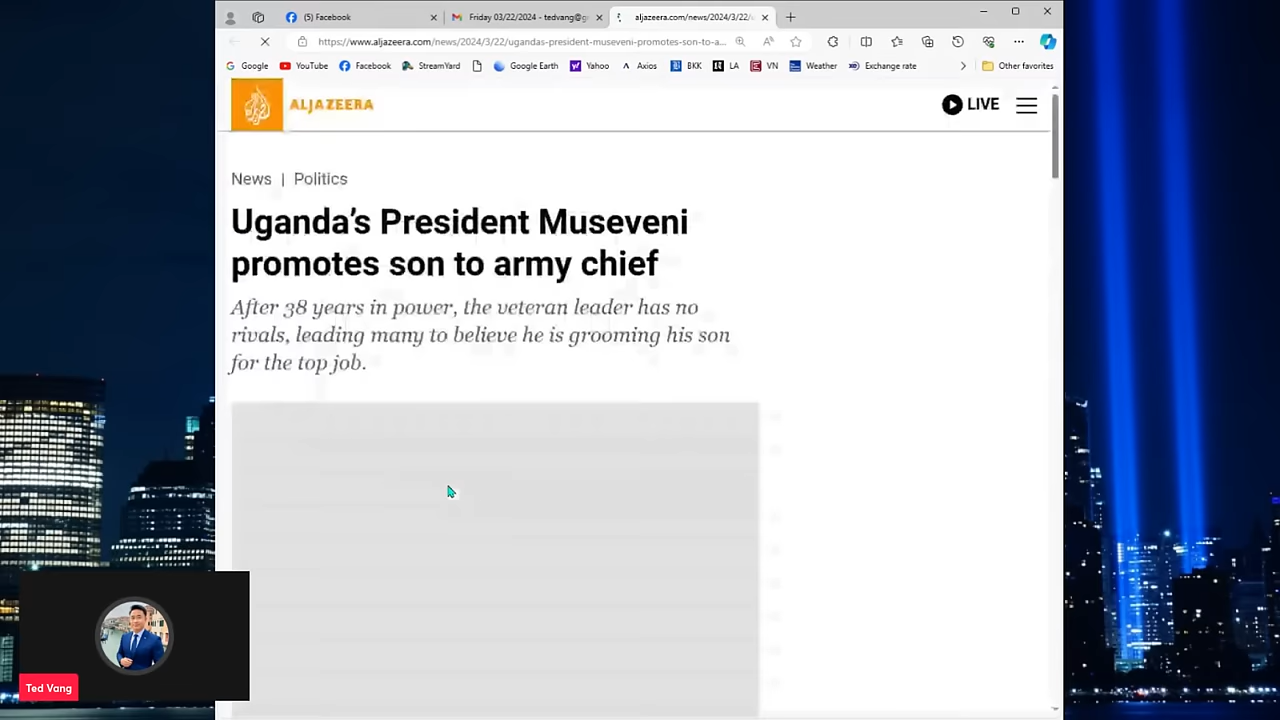 (5) Facebook
Friday 03/22/2024 - tedvang@g
aljazeera.com/news/2024/3/22/
https://www.aljazeera.com/news/2024/3/22/ugandas-president-museveni-promotes-son-to-a...
Google YouTube Facebook StreamYard Google Earth Yahoo Axios BKK LA VN Weather Exchange rate Other favorites
ALJAZEERA
LIVE
News | Politics
Uganda’s President Museveni
promotes son to army chief
After 38 years in power, the veteran leader has no
rivals, leading many to believe he is grooming his son
for the top job.
Ted Vang